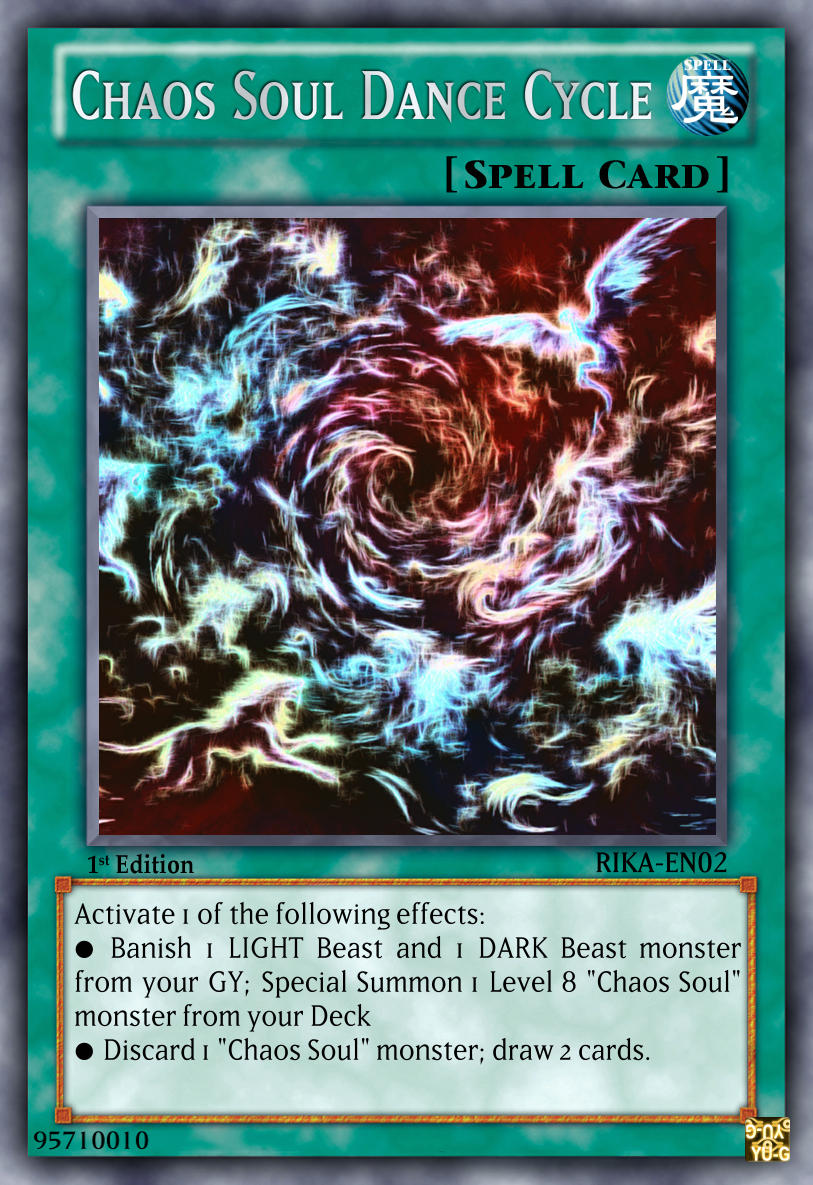 Chaos Soul Dance Cycle
SPELL
魔
[Spell Card]
1st Edition
RIKA-EN02
Activate 1 of the following effects:
● Banish 1 LIGHT Beast and 1 DARK Beast monster
from your GY; Special Summon 1 Level 8 "Chaos Soul"
monster from your Deck
● Discard 1 "Chaos Soul" monster; draw 2 cards.
95710010